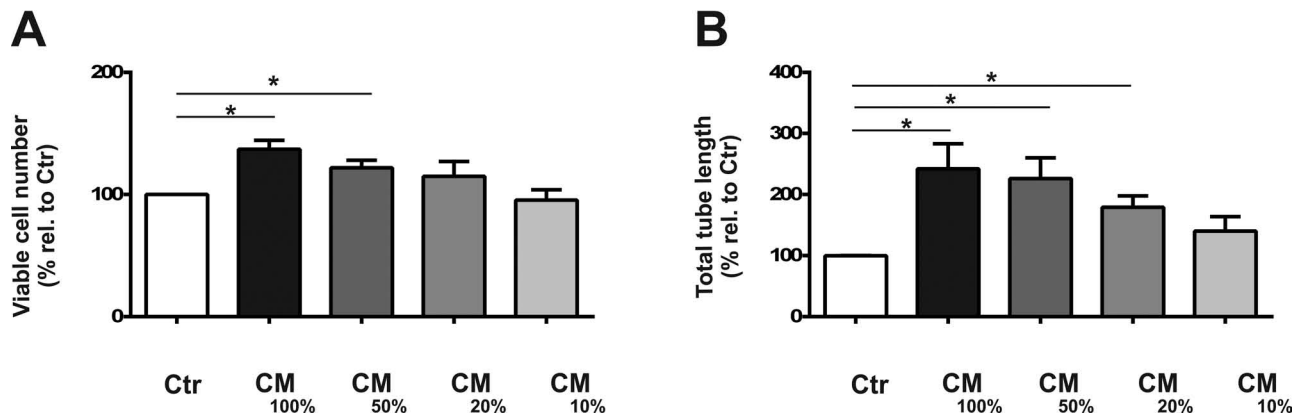 A
Viable cell number
(% rel. to Ctr)
200
100
0
*
*
Ctr
CM 100%
CM 50%
CM 20%
CM 10%
B
Total tube length
(% rel. to Ctr)
400
300
200
100
0
*
*
*
Ctr
CM 100%
CM 50%
CM 20%
CM 10%